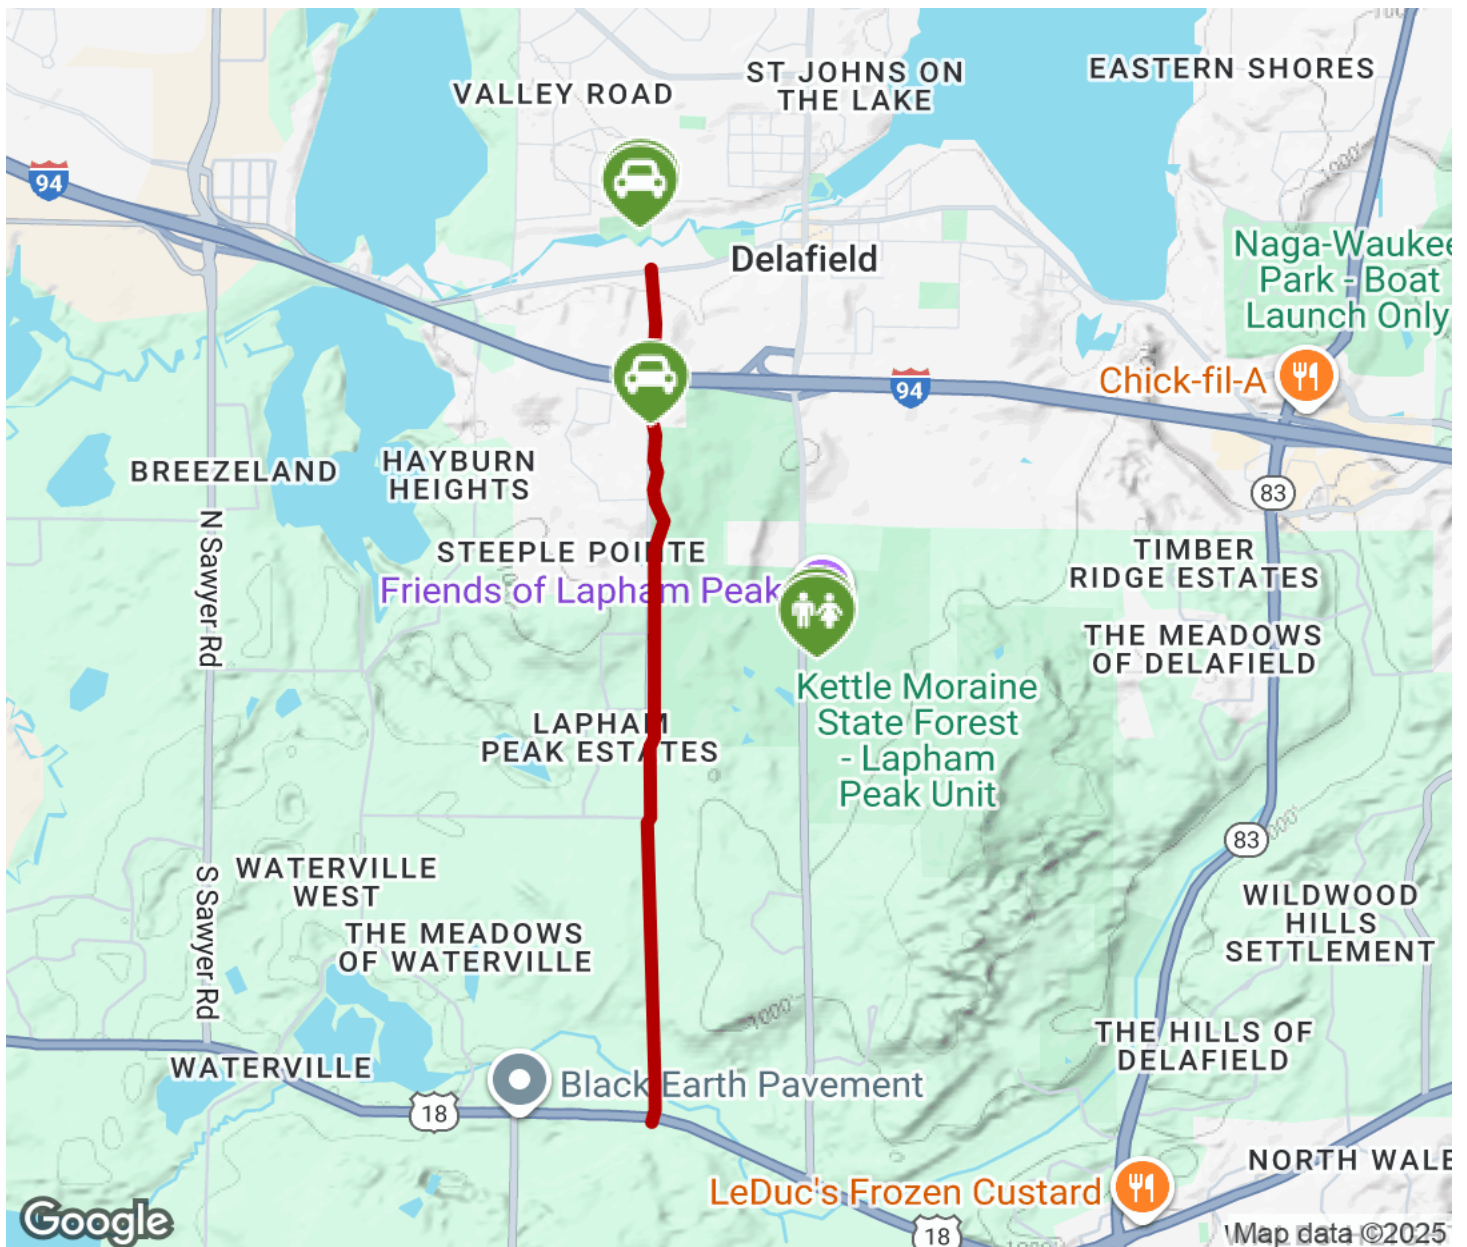 EASTERN SHORES
ST JOHNS ON
THE LAKE
VALLEY ROAD
94
Delafield
Naga-Waukee
Park - Boat
Launch Only
Chick-fil-A
94
HAYBURN
HEIGHTS
BREEZELAND
83
N Sawyer Rd
STEEPLE POINTE
Friends of Lapham Peak
TIMBER
RIDGE ESTATES
THE MEADOWS
OF DELAFIELD
Kettle Moraine
State Forest
- Lapham
Peak Unit
LAPHAM
PEAK ESTATES
83
WATERVILLE
WEST
S Sawyer Rd
THE MEADOWS
OF WATERVILLE
WILDWOOD
HILLS
SETTLEMENT
1000'
THE HILLS OF
DELAFIELD
WATERVILLE
Black Earth Pavement
18
NORTH WALE
LeDuc's Frozen Custard
18
Google
Map data ©2025